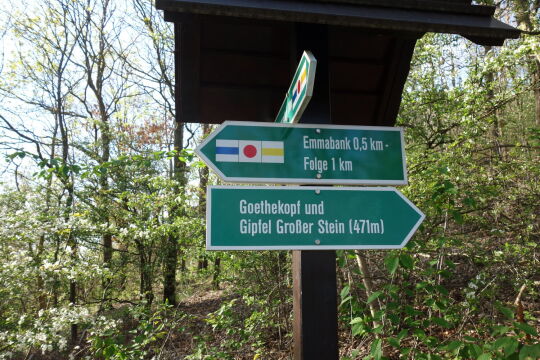 Emmabank 0,5 km -
Folge 1 km
Goethekopf und
Gipfel Großer Stein (471m)